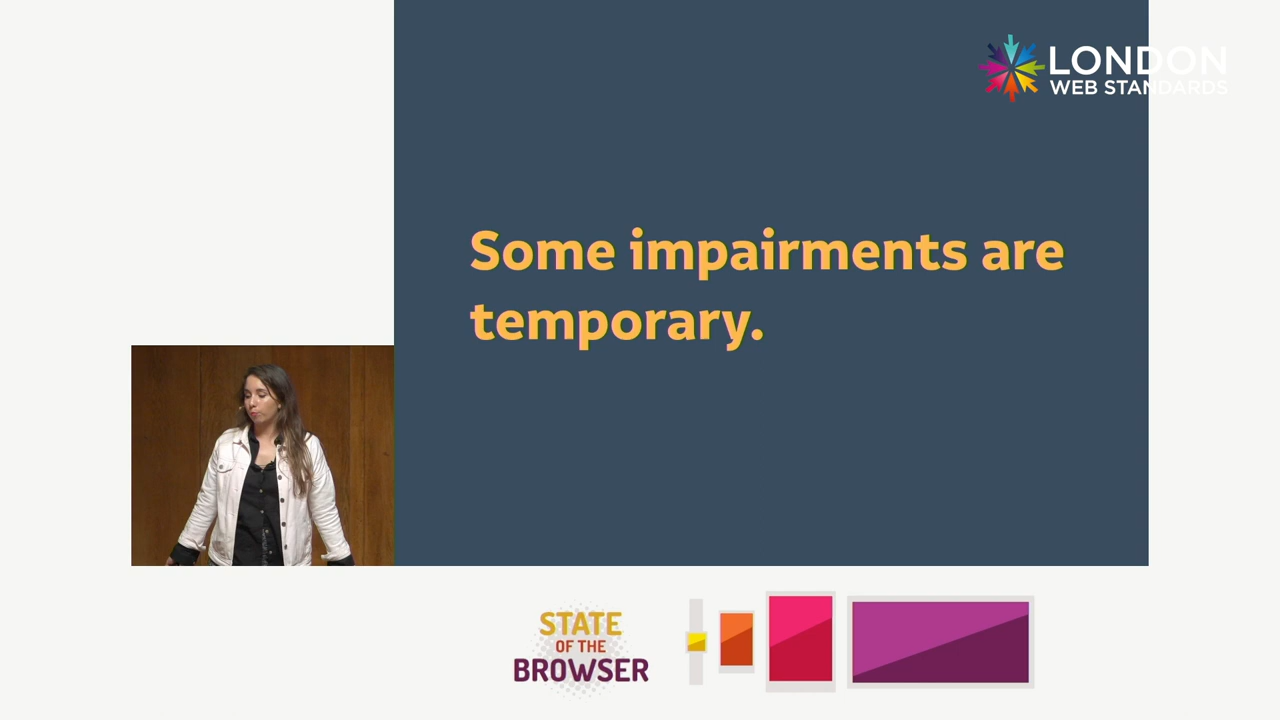 LONDON
WEB STANDARDS
Some impairments are
temporary.
STATE
OF THE
BROWSER